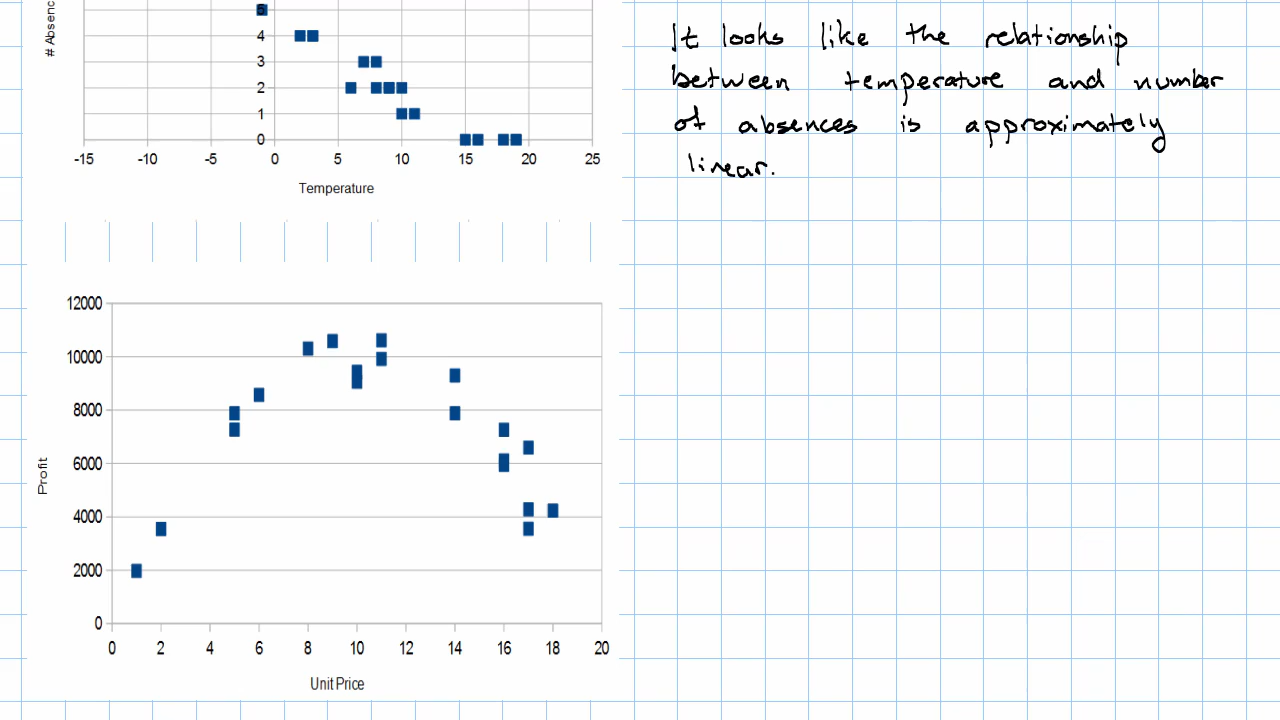 # Absenc
5
4
3
2
1
0
-15 -10 -5 0 5 10 15 20 25
Temperature
It looks like the relationship
between temperature and number
of absences is approximately
linear.
12000
10000
8000
6000
4000
2000
0
Profit
0 2 4 6 8 10 12 14 16 18 20
Unit Price